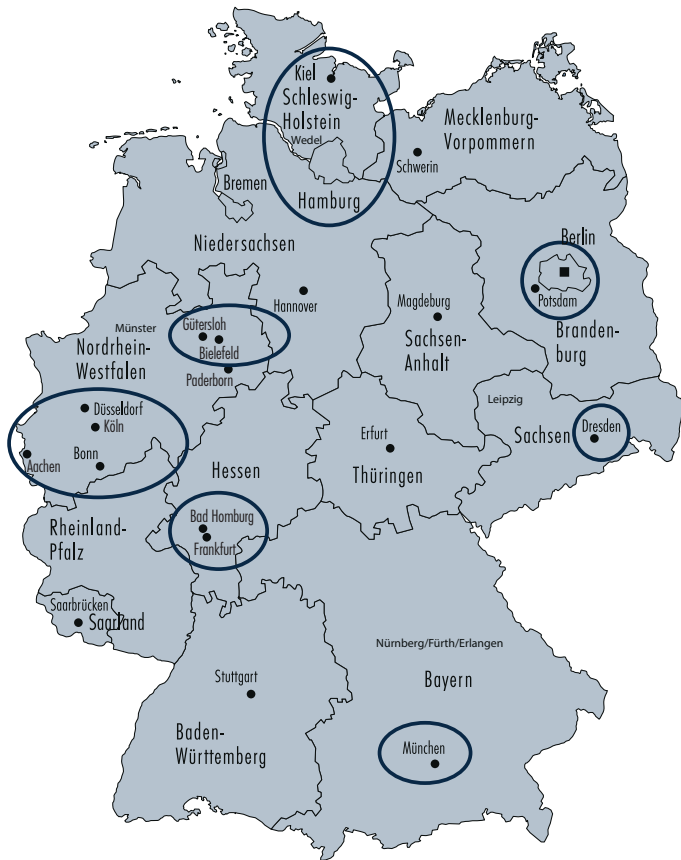 Kiel
Schleswig-
Holstein
Wedel
Mecklenburg-
Vorpommern
Schwerin
Bremen
Hamburg
Niedersachsen
Berlin
Potsdam
Branden-
burg
Hannover
Magdeburg
Sachsen-
Anhalt
Münster
Gütersloh
Bielefeld
Nordrhein-
Westfalen
Paderborn
Düsseldorf
Köln
Aachen
Bonn
Leipzig
Dresden
Sachsen
Erfurt
Thüringen
Hessen
Bad Homburg
Frankfurt
Rheinland-
Pfalz
Saarbrücken
Saarland
Nürnberg/Fürth/Erlangen
Bayern
Stuttgart
Baden-
Württemberg
München